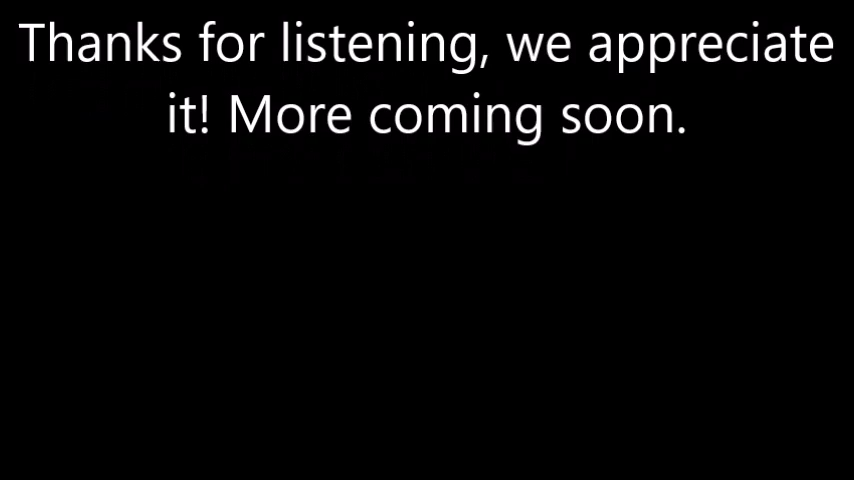 Thanks for listening, we appreciate
it! More coming soon.